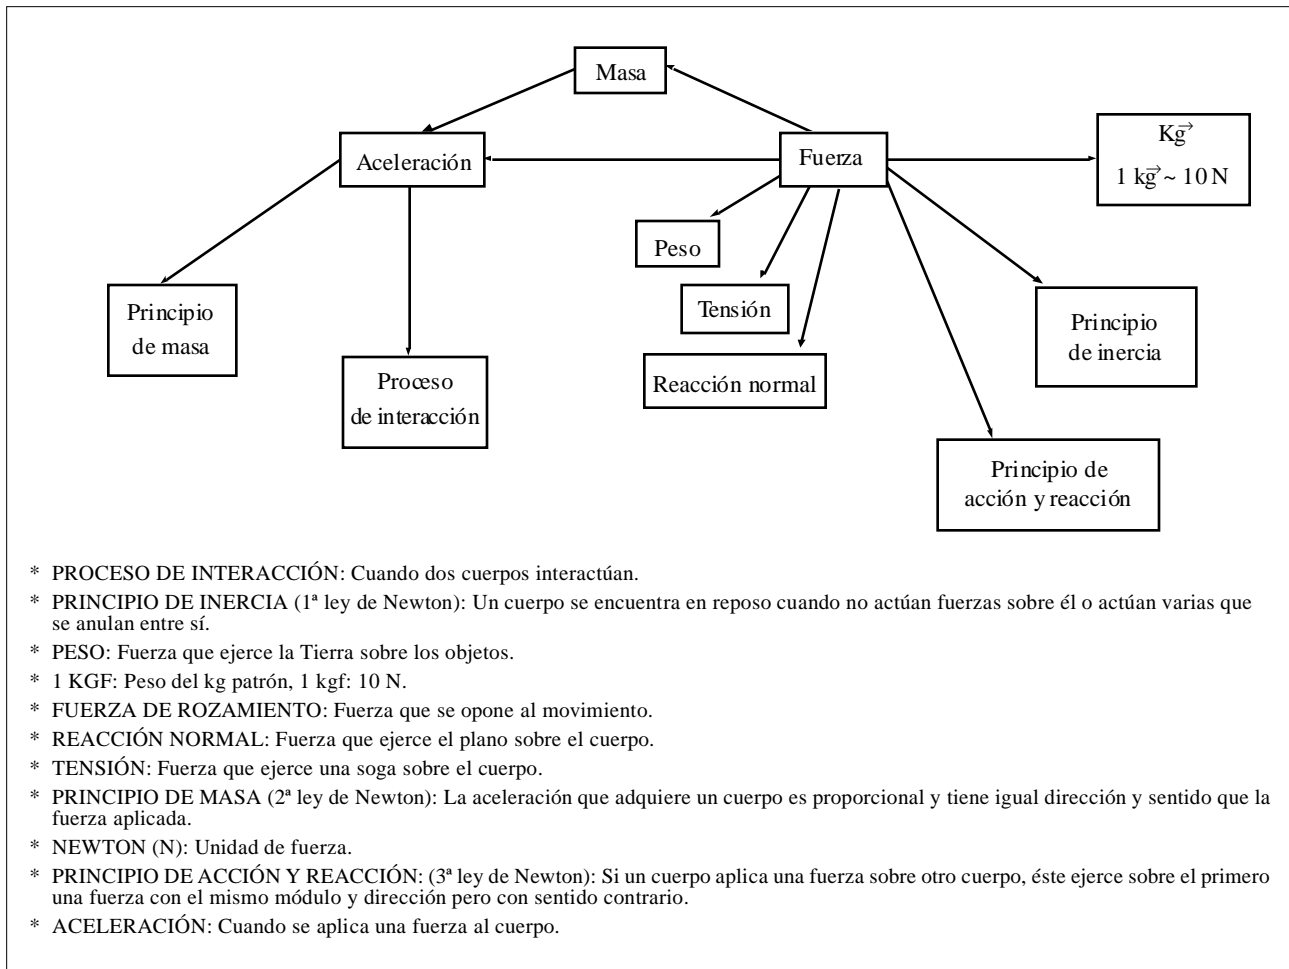 Masa
Aceleración
Fuerza
Kg⃗
1 kg⃗ ~ 10 N
Peso
Principio
de masa
Tensión
Principio
de inercia
Proceso
de interacción
Reacción normal
Principio de
acción y reacción
* PROCESO DE INTERACCIÓN: Cuando dos cuerpos interactúan.
* PRINCIPIO DE INERCIA (1ª ley de Newton): Un cuerpo se encuentra en reposo cuando no actúan fuerzas sobre él o actúan varias que
se anulan entre sí.
* PESO: Fuerza que ejerce la Tierra sobre los objetos.
* 1 KGF: Peso del kg patrón, 1 kgf: 10 N.
* FUERZA DE ROZAMIENTO: Fuerza que se opone al movimiento.
* REACCIÓN NORMAL: Fuerza que ejerce el plano sobre el cuerpo.
* TENSIÓN: Fuerza que ejerce una soga sobre el cuerpo.
* PRINCIPIO DE MASA (2ª ley de Newton): La aceleración que adquiere un cuerpo es proporcional y tiene igual dirección y sentido que la
fuerza aplicada.
* NEWTON (N): Unidad de fuerza.
* PRINCIPIO DE ACCIÓN Y REACCIÓN: (3ª ley de Newton): Si un cuerpo aplica una fuerza sobre otro cuerpo, éste ejerce sobre el primero
una fuerza con el mismo módulo y dirección pero con sentido contrario.
* ACELERACIÓN: Cuando se aplica una fuerza al cuerpo.